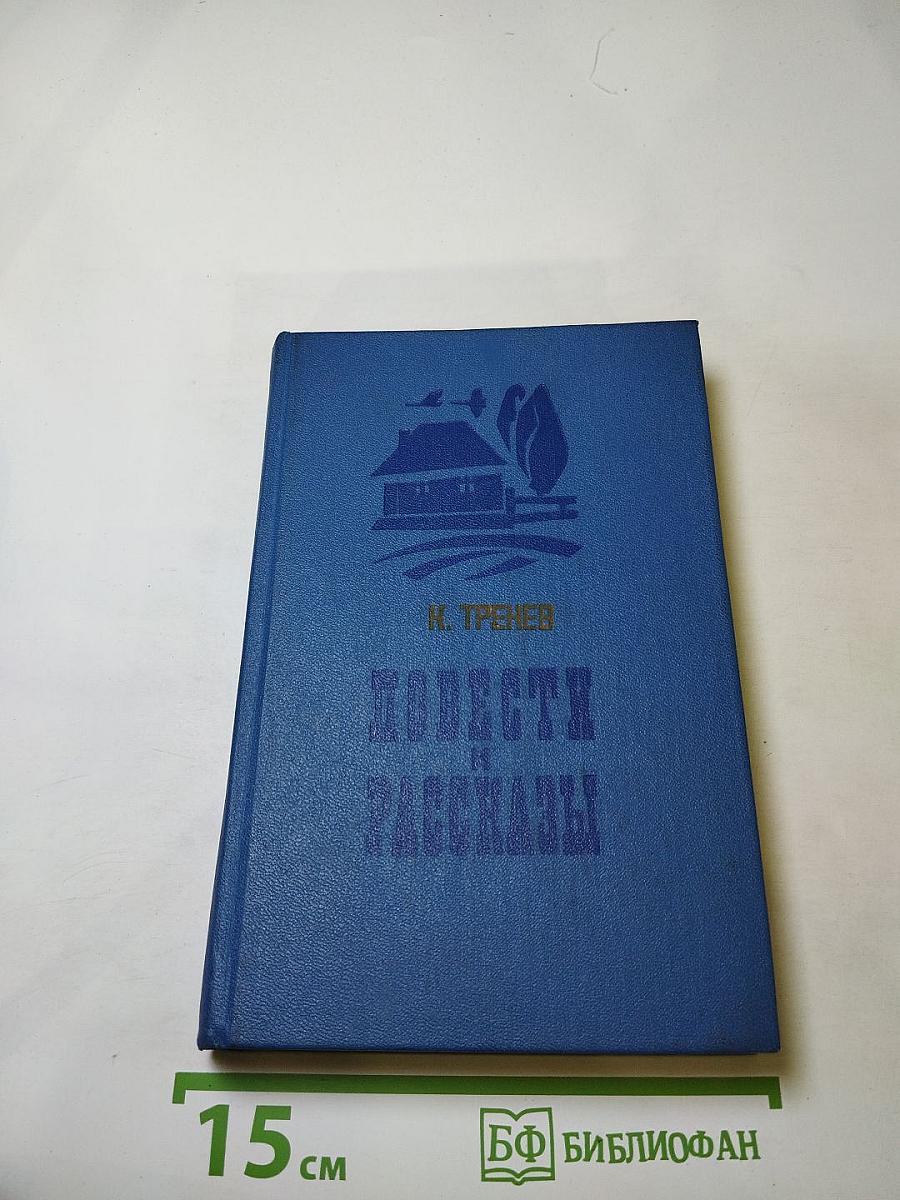 К. ТРЕНЕВ
ПОВЕСТИ
И
РАССКАЗЫ
15 см
БФ БИБЛИОФАН